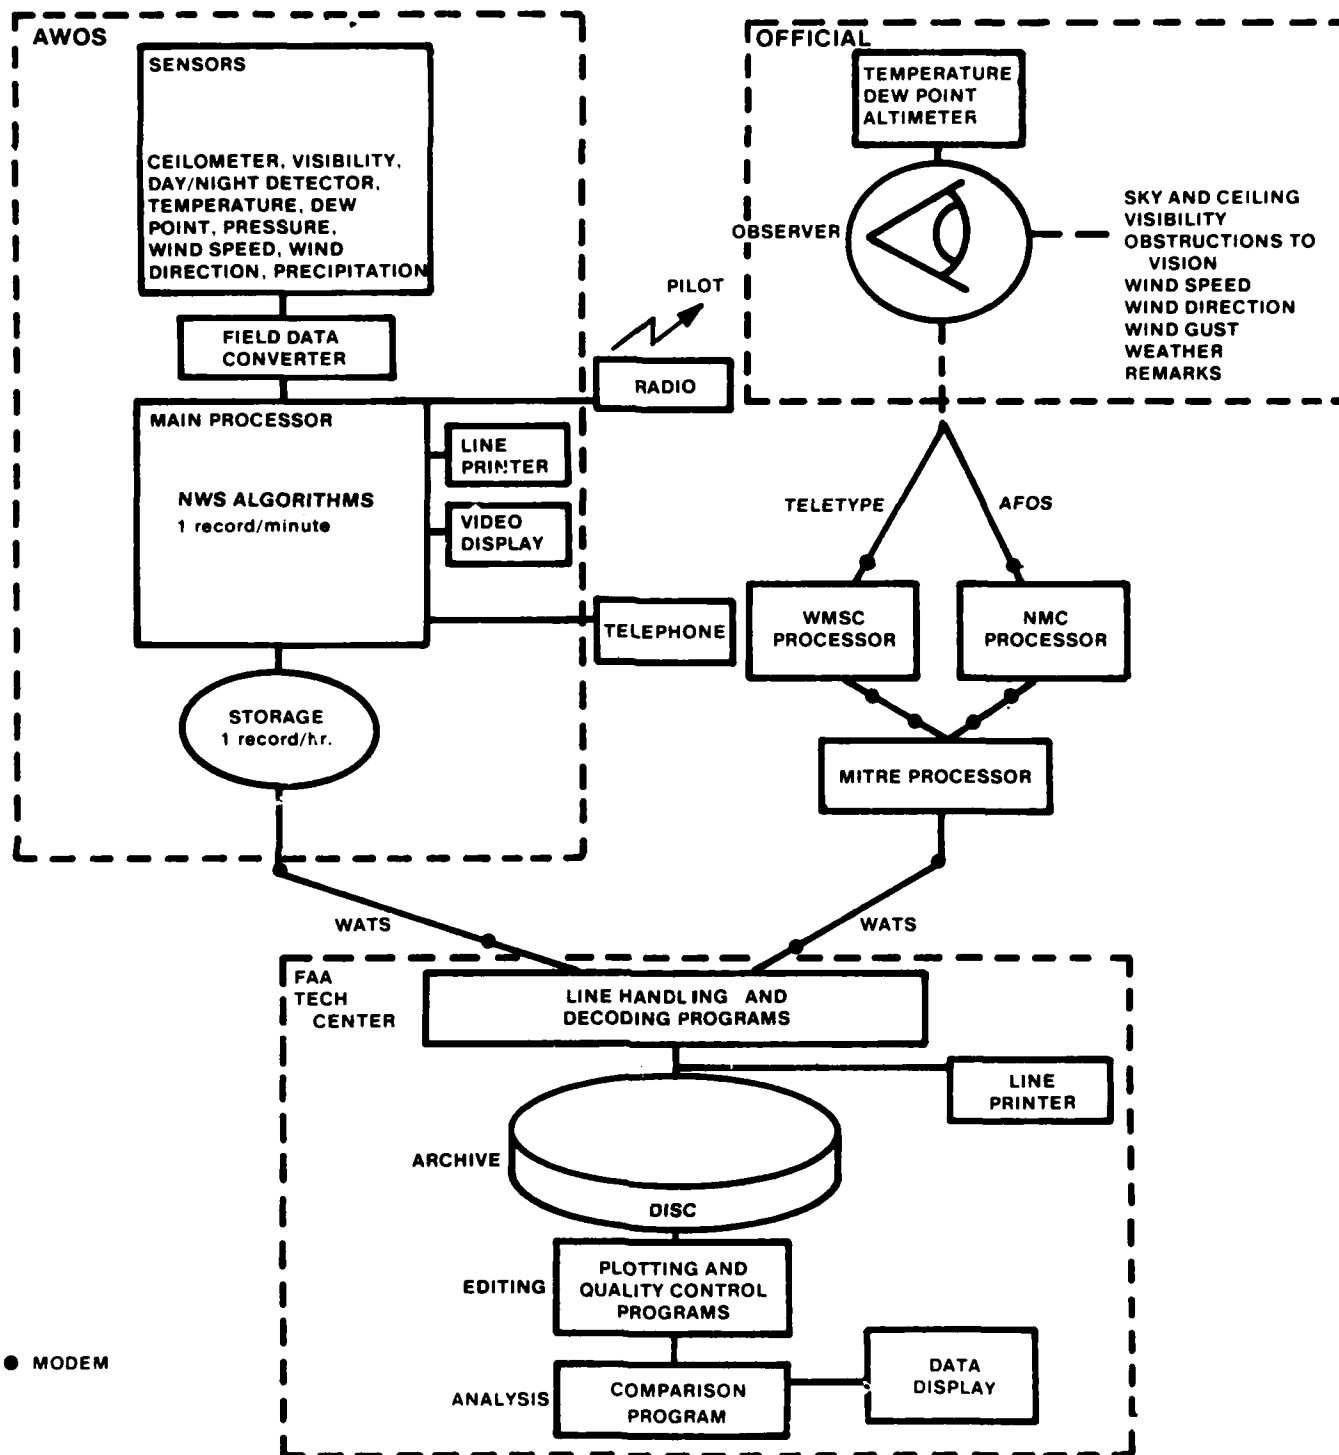 AWOS
SENSORS
CEILOMETER, VISIBILITY,
DAY/NIGHT DETECTOR,
TEMPERATURE, DEW
POINT, PRESSURE,
WIND SPEED, WIND
DIRECTION, PRECIPITATION
FIELD DATA
CONVERTER
MAIN PROCESSOR
NWS ALGORITHMS
1 record/minute
LINE
PRINTER
VIDEO
DISPLAY
STORAGE
1 record/hr.
PILOT
RADIO
TELEPHONE
OFFICIAL
TEMPERATURE
DEW POINT
ALTIMETER
OBSERVER
SKY AND CEILING
VISIBILITY
OBSTRUCTIONS TO
VISION
WIND SPEED
WIND DIRECTION
WIND GUST
WEATHER
REMARKS
TELETYPE
AFOS
WMSC
PROCESSOR
NMC
PROCESSOR
MITRE PROCESSOR
WATS
WATS
FAA
TECH
CENTER
LINE HANDLING AND
DECODING PROGRAMS
LINE
PRINTER
ARCHIVE
DISC
EDITING
PLOTTING AND
QUALITY CONTROL
PROGRAMS
ANALYSIS
COMPARISON
PROGRAM
DATA
DISPLAY
MODEM